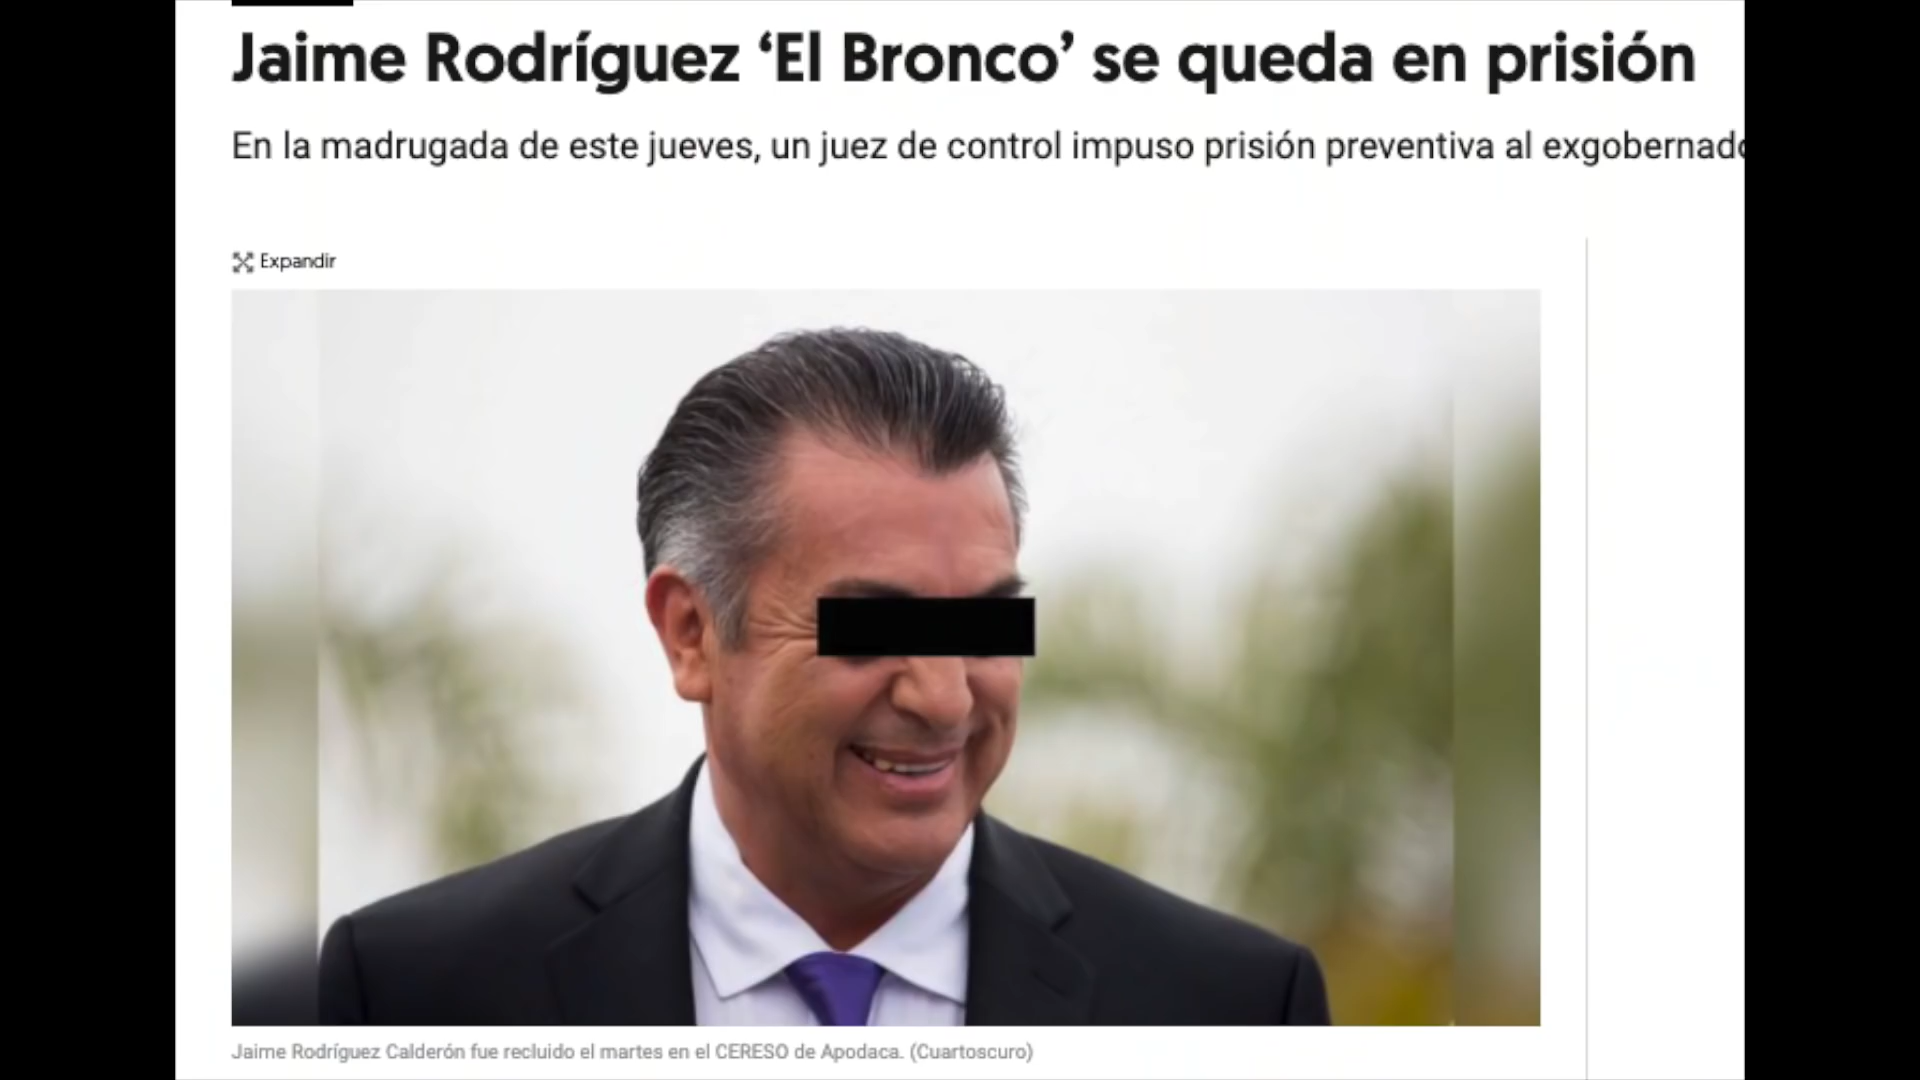 Jaime Rodríguez ‘El Bronco’ se queda en prisión
En la madrugada de este jueves, un juez de control impuso prisión preventiva al
Expandir
Jaime Rodríguez Calderón fue recluido el martes en el CERESO de Apodaca. (Cuartoscuro)